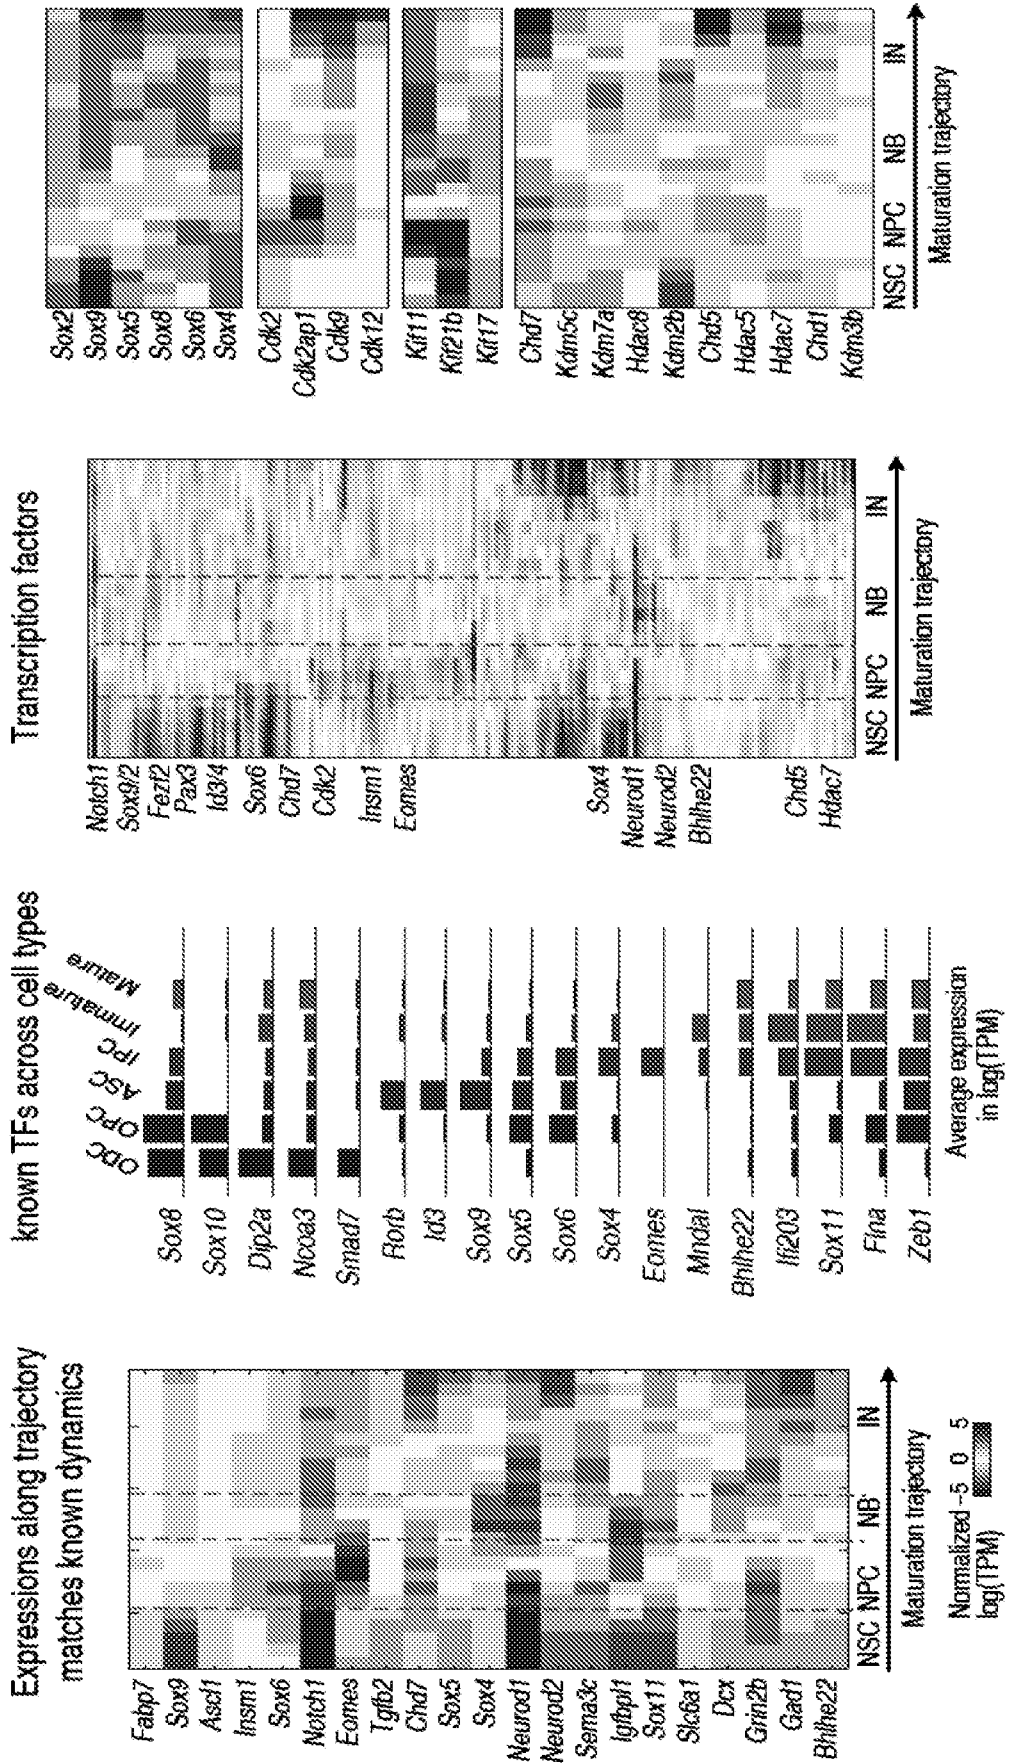 Expressions along trajectory
matches known dynamics
Fabp7
Sox9
Ascl1
Insm1
Sox6
Notch1
Eomes
Tgfb2
Chd7
Sox5
Sox4
Neurod1
Neurod2
Sema3c
Igfbpl1
Sox11
Slc6a1
Dcx
Grin2b
Gad1
Bhlhe22
NSC NPC NB IN
Maturation trajectory
Normalized -5 0 5
log(TPM)
known TFs across cell types
ODC OPC ASC IPC Immature Mature
Sox8
Sox10
Dip2a
Ncoa3
Smad7
Rorb
Id3
Sox9
Sox5
Sox6
Sox4
Eomes
Mndal
Bhlhe22
Ifi203
Sox11
Flna
Zeb1
Average expression
in log(TPM)
Transcription factors
Notch1
Sox9/2
Fezf2
Pax3
Id3/4
Sox6
Chd7
Cdk2
Insm1
Eomes
Sox4
Neurod1
Neurod2
Bhlhe22
Chd5
Hdac7
NSC NPC NB IN
Maturation trajectory
Sox2
Sox9
Sox5
Sox8
Sox6
Sox4
Cdk2
Cdk2ap1
Cdk9
Cdk12
Kif11
Kif21b
Kif17
Chd7
Kdm5c
Kdm7a
Hdac8
Kdm2b
Chd5
Hdac5
Hdac7
Chd1
Kdm3b
NSC NPC NB IN
Maturation trajectory